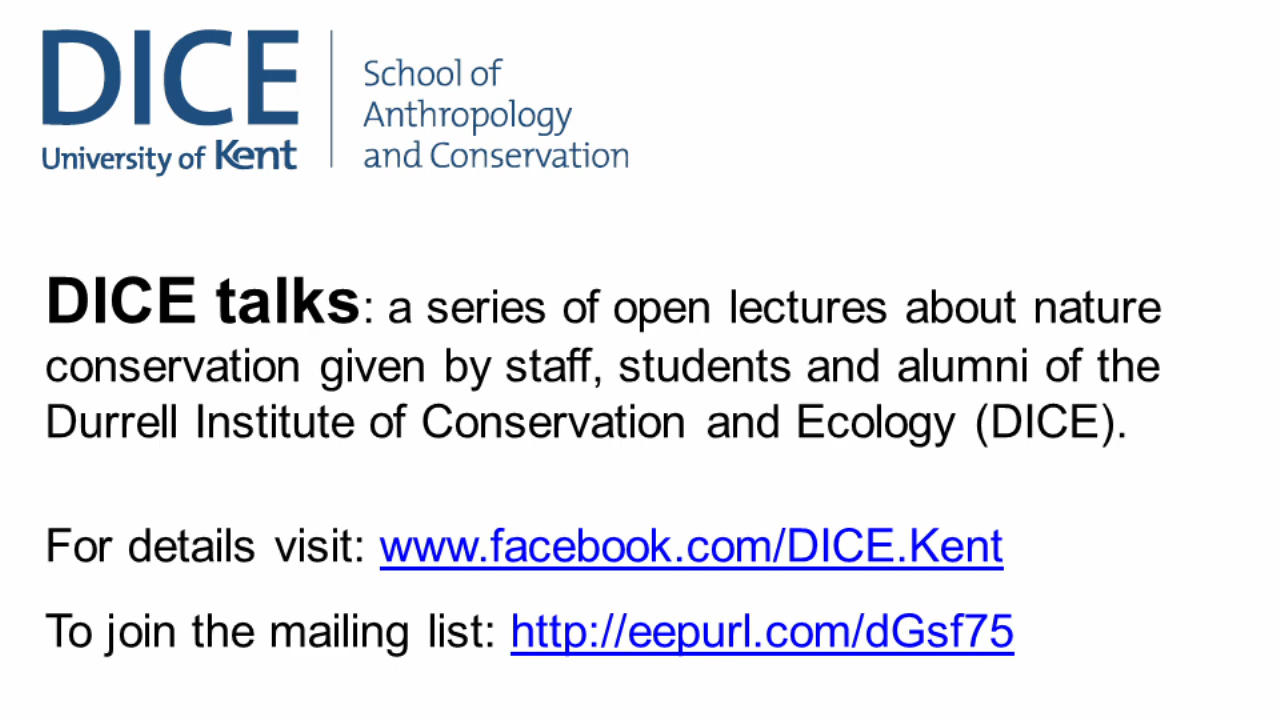 DICE
University of Kent
School of
Anthropology
and Conservation
DICE talks: a series of open lectures about nature
conservation given by staff, students and alumni of the
Durrell Institute of Conservation and Ecology (DICE).
For details visit: www.facebook.com/DICE.Kent
To join the mailing list: http://eepurl.com/dGsf75